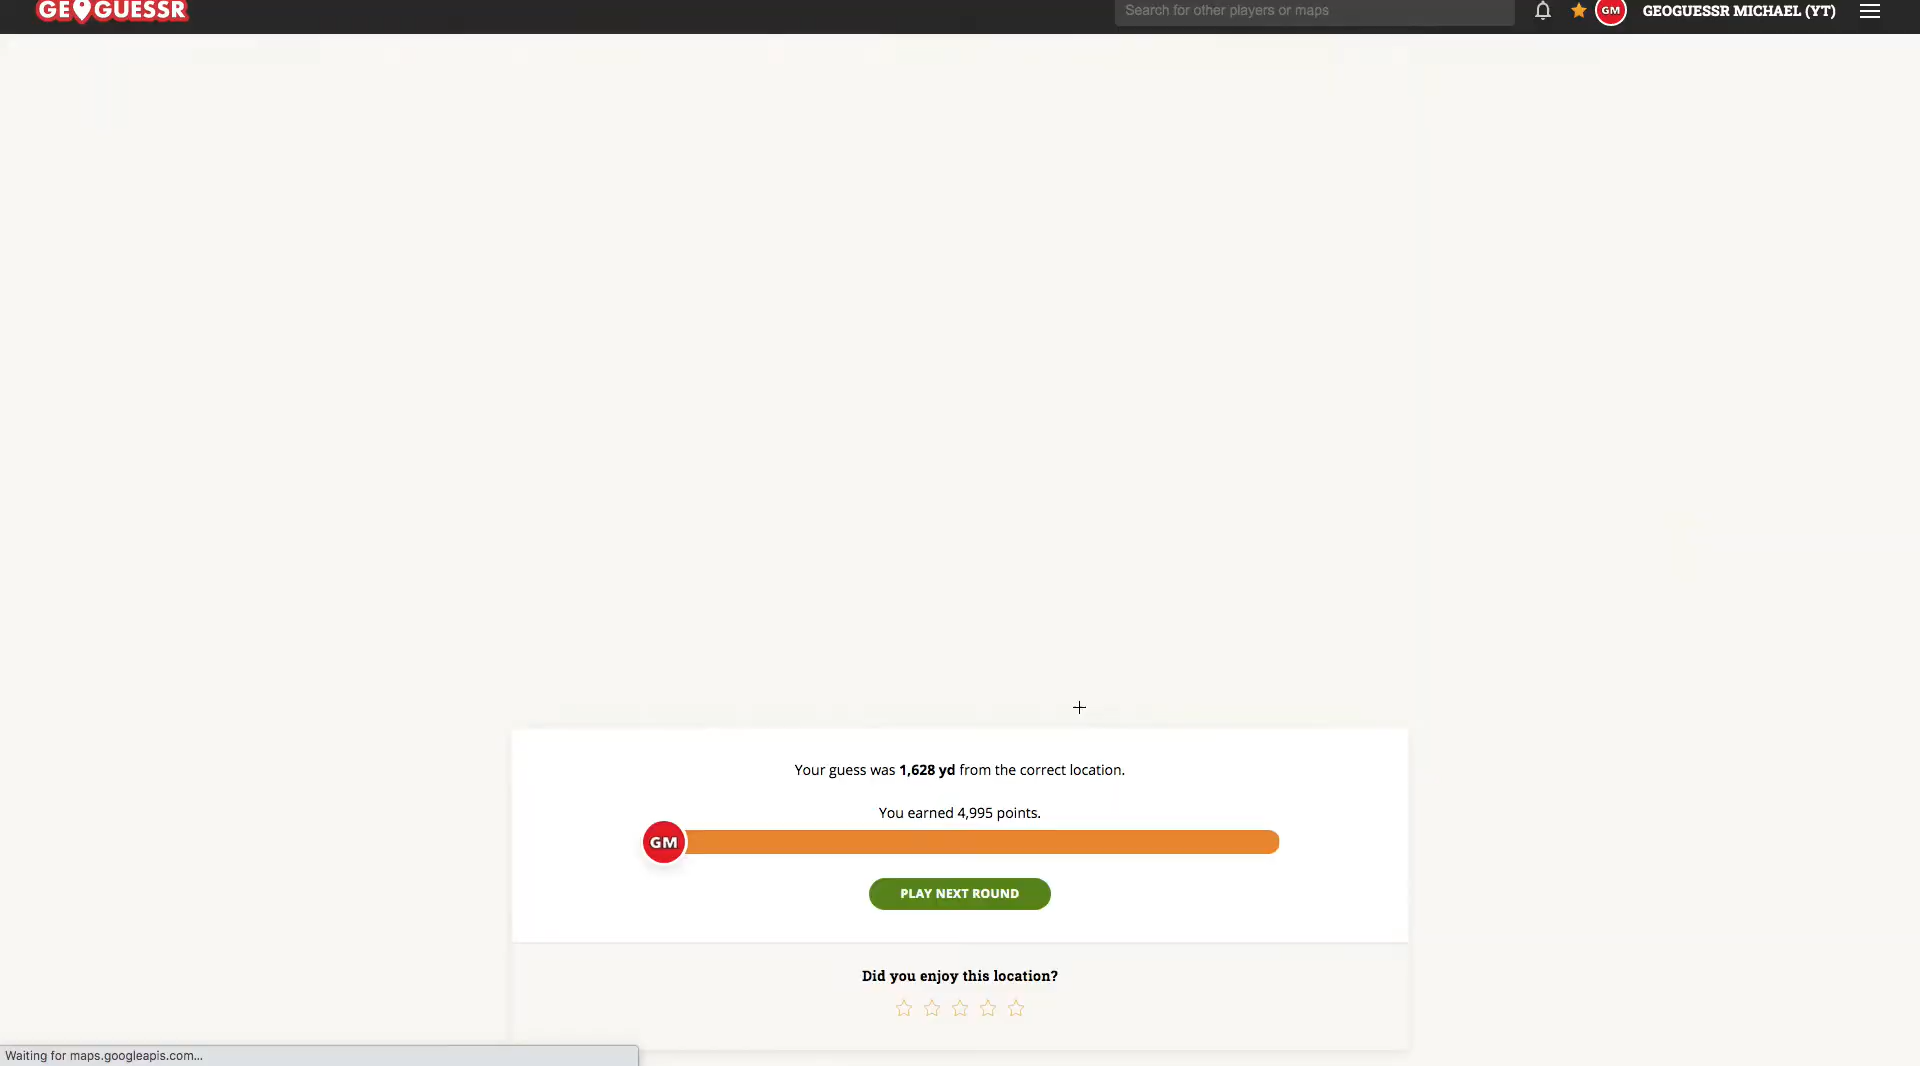 GEOGUESSR
Search for other players or maps
GM
GEOGUESSR MICHAEL (YT)
Your guess was 1,628 yd from the correct location.
You earned 4,995 points.
GM
PLAY NEXT ROUND
Did you enjoy this location?
Waiting for maps.googleapis.com...